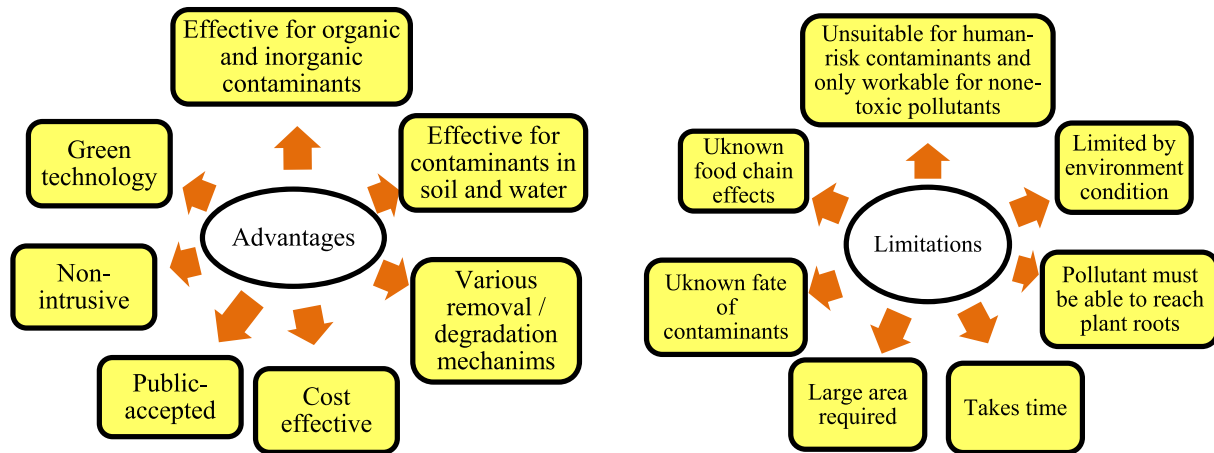 Effective for organic
and inorganic
contaminants
Green
technology
Effective for
contaminants in
soil and water
Advantages
Non-
intrusive
Various
removal /
degradation
mechanims
Public-
accepted
Cost
effective
Unsuitable for human-
risk contaminants and
only workable for none-
toxic pollutants
Uknown
food chain
effects
Limited by
environment
condition
Limitations
Uknown fate
of
contaminants
Pollutant must
be able to reach
plant roots
Large area
required
Takes time